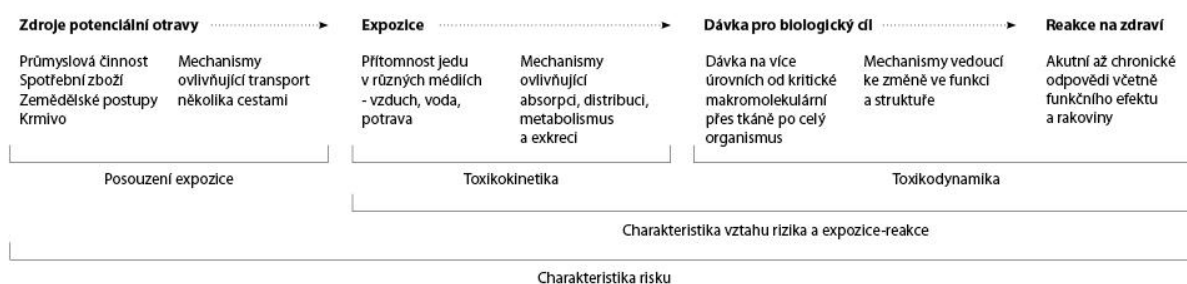 Zdroje potenciální otravy
Průmyslová činnost
Spotřební zboží
Zemědělské postupy
Krmivo
Mechanismy
ovlivňující transport
několika cestami
Expozice
Přítomnost jedu
v různých médiích
- vzduch, voda,
potrava
Mechanismy
ovlivňující
absorpci, distribuci,
metabolismus
a exkreci
Dávka pro biologický cíl
Dávka na více
úrovních od kritické
makromolekulární
přes tkáně po celý
organismus
Mechanismy vedoucí
ke změně ve funkci
a struktuře
Reakce na zdraví
Akutní až chronické
odpovědi včetně
funkčního efektu
a rakoviny
Posouzení expozice
Toxikokinetika
Toxikodynamika
Charakteristika vztahu rizika a expozice-reakce
Charakteristika risku